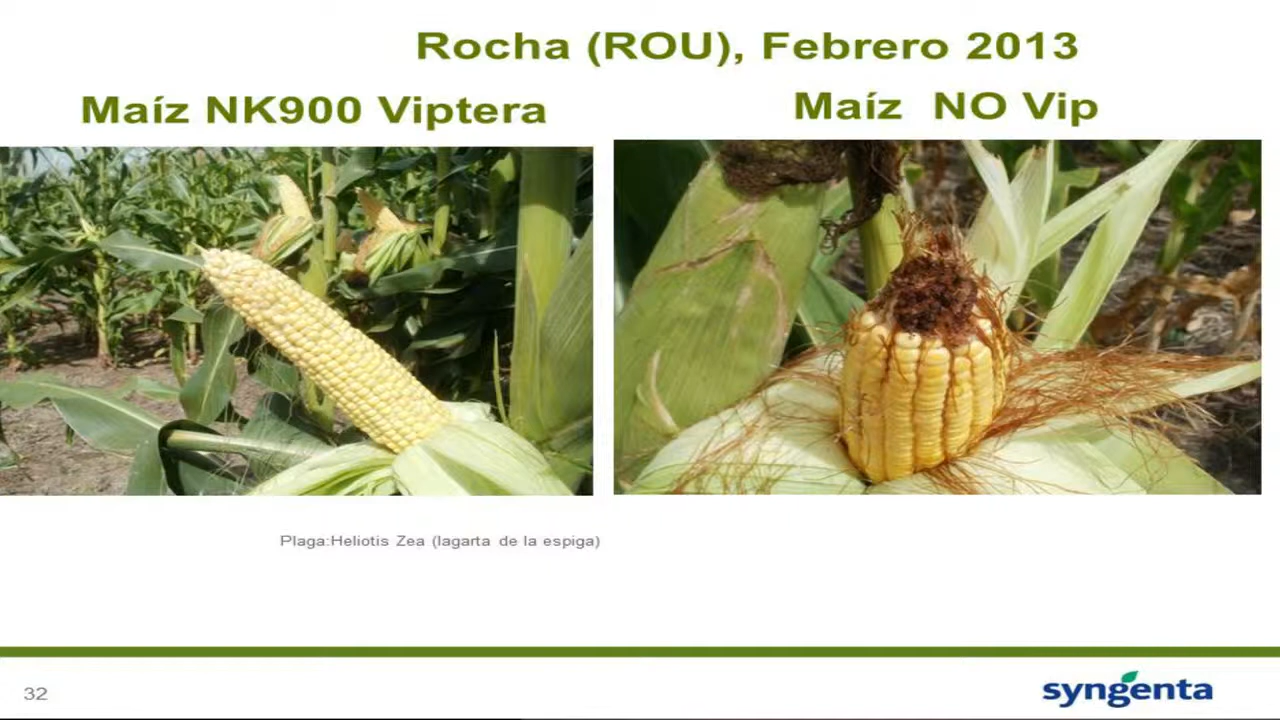 Rocha (ROU), Febrero 2013
Maíz NK900 Viptera
Maíz NO Vip
Plaga:Heliotis Zea (lagarta de la espiga)
32
syngenta